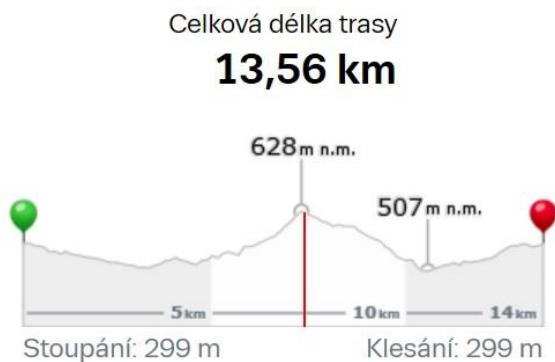 Celková délka trasy
13,56 km
628 m n.m.
507 m n.m.
5 km 10 km 14 km
Stoupání: 299 m Klesání: 299 m